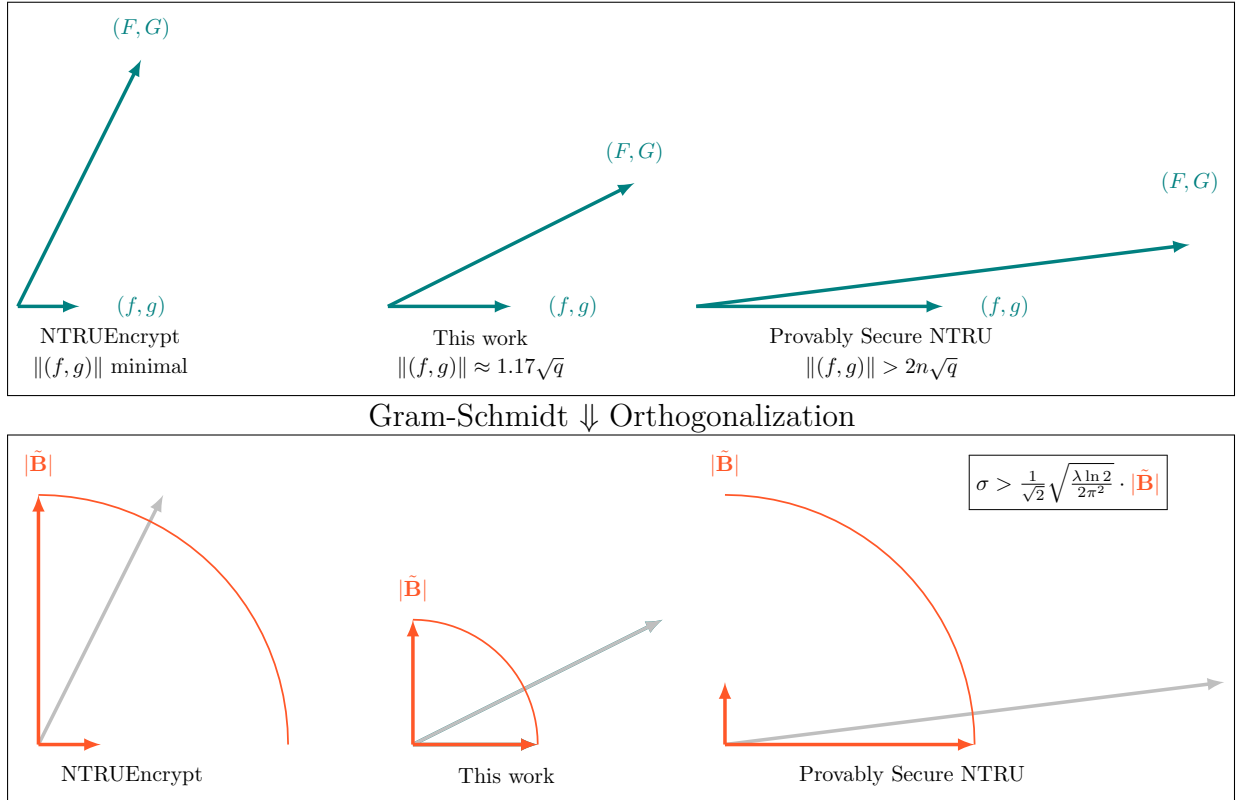 (F, G)
(F, G)
(F, G)
(f, g)
(f, g)
(f, g)
NTRUEncrypt
‖(f, g)‖ minimal
This work
‖(f, g)‖ ≈ 1.17√q
Provably Secure NTRU
‖(f, g)‖ > 2n√q
Gram-Schmidt ⇓ Orthogonalization
|B̃|
|B̃|
σ > 1/√2 √(λ ln 2/2π²) · |B̃|
|B̃|
NTRUEncrypt
This work
Provably Secure NTRU